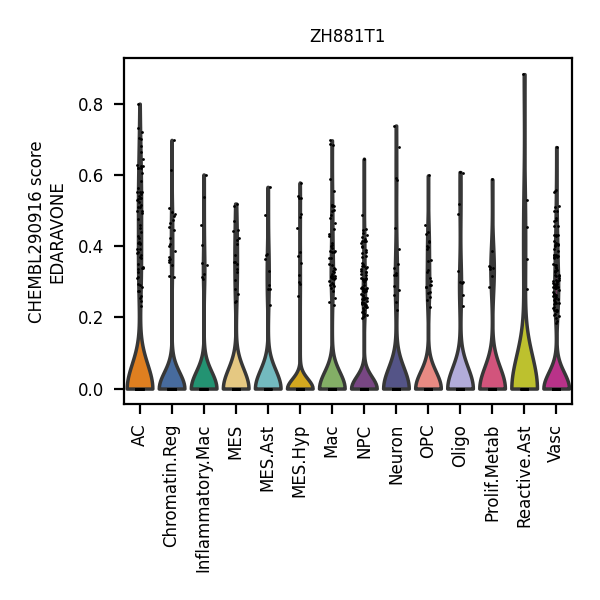 ZH881T1
CHEMBL290916 score
EDARAVONE
0.8
0.6
0.4
0.2
0.0
AC
Chromatin.Reg
Inflammatory.Mac
MES
MES.Ast
MES.Hyp
Mac
NPC
Neuron
OPC
Oligo
Prolif.Metab
Reactive.Ast
Vasc